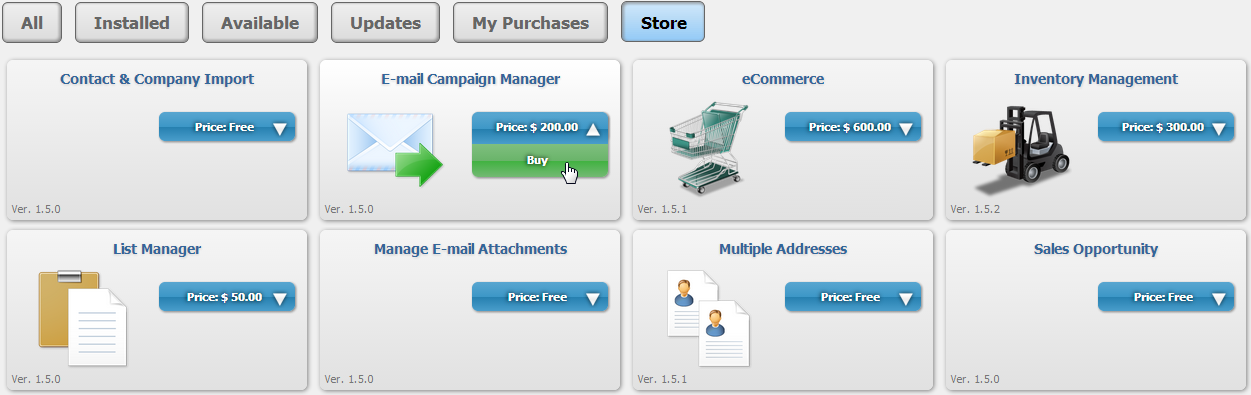 All Installed Available Updates My Purchases Store
Contact & Company Import E-mail Campaign Manager eCommerce Inventory Management
Price: Free Price: $ 200.00 Price: $ 600.00 Price: $ 300.00
Buy
Ver. 1.5.0 Ver. 1.5.0 Ver. 1.5.1 Ver. 1.5.2
List Manager Manage E-mail Attachments Multiple Addresses Sales Opportunity
Price: $ 50.00 Price: Free Price: Free Price: Free
Ver. 1.5.0 Ver. 1.5.0 Ver. 1.5.1 Ver. 1.5.0